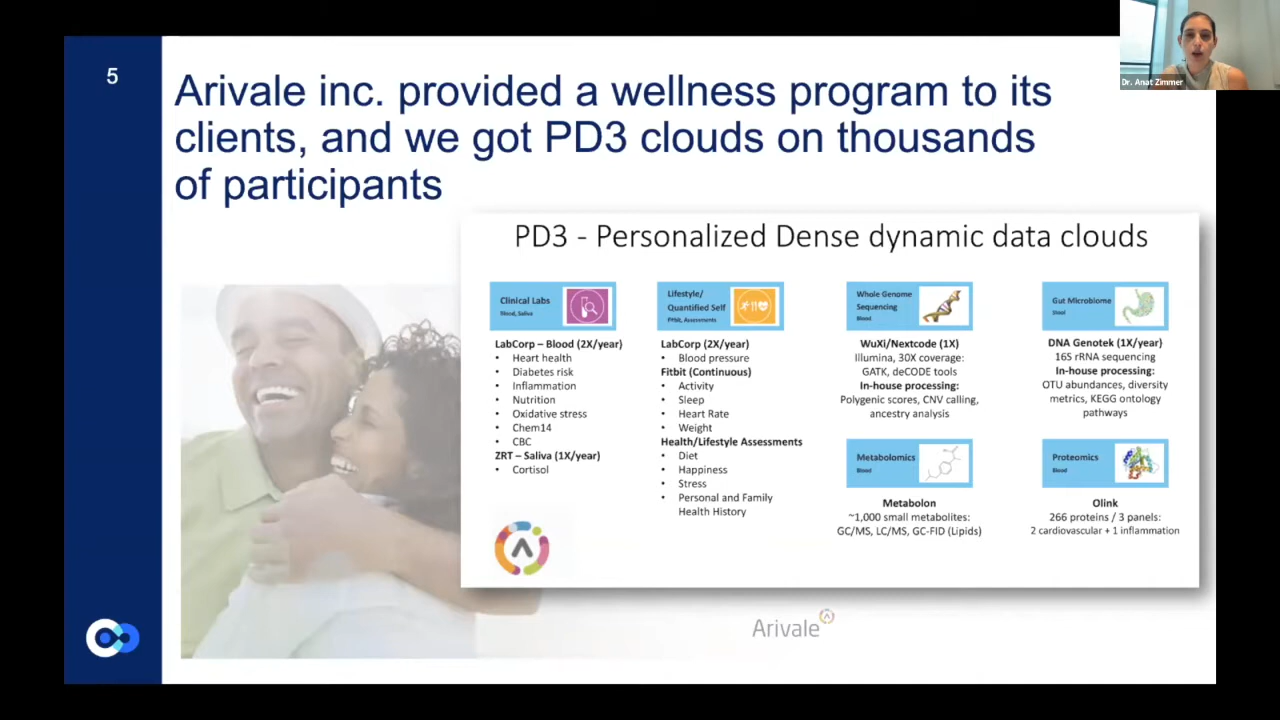 5
Arivale inc. provided a wellness program to its
clients, and we got PD3 clouds on thousands
of participants
Dr. Anat Zimmer
PD3 - Personalized Dense dynamic data clouds
Clinical Labs
Blood, Saliva
LabCorp – Blood (2X/year)
• Heart health
• Diabetes risk
• Inflammation
• Nutrition
• Oxidative stress
• Chem14
• CBC
ZRT – Saliva (1X/year)
• Cortisol
Lifestyle/
Quantified Self
Fitbit, Assessments
LabCorp (2X/year)
• Blood pressure
Fitbit (Continuous)
• Activity
• Sleep
• Heart Rate
• Weight
Health/Lifestyle Assessments
• Diet
• Happiness
• Stress
• Personal and Family
Health History
Whole Genome
Sequencing
Blood
WuXi/Nextcode (1X)
Illumina, 30X coverage:
GATK, deCODE tools
In-house processing:
Polygenic scores, CNV calling,
ancestry analysis
Gut Microbiome
Stool
DNA Genotek (1X/year)
16S rRNA sequencing
In-house processing:
OTU abundances, diversity
metrics, KEGG ontology
pathways
Metabolomics
Blood
Metabolon
~1,000 small metabolites:
GC/MS, LC/MS, GC-FID (Lipids)
Proteomics
Blood
Olink
266 proteins / 3 panels:
2 cardiovascular + 1 inflammation
Arivale